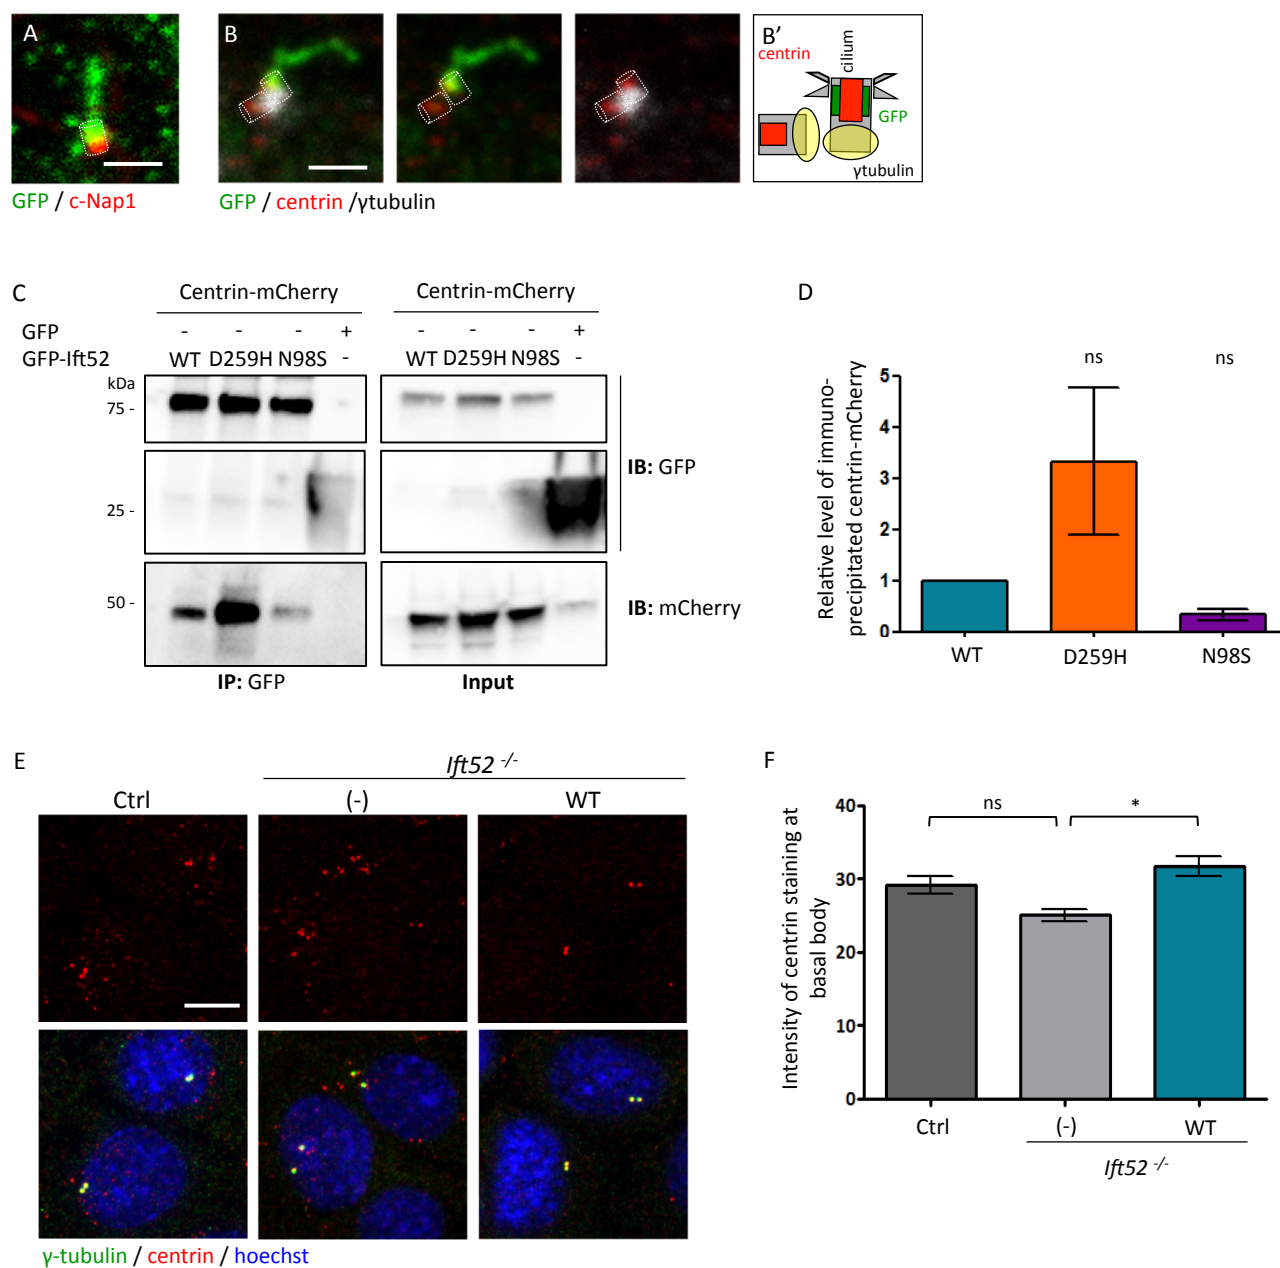 A
B
B′
centrin
cilium
GFP
γtubulin
GFP / c-Nap1
GFP / centrin /γtubulin
C
Centrin-mCherry
Centrin-mCherry
GFP - - - + - - - +
GFP-Ift52 WT D259H N98S - WT D259H N98S -
kDa
75 -
25 -
50 -
IB: GFP
IB: mCherry
IP: GFP
Input
D
ns
ns
Relative level of immuno-
precipitated centrin-mCherry
5
4
3
2
1
0
WT
D259H
N98S
E
Ift52 -/-
Ctrl
(-)
WT
γ-tubulin / centrin / hoechst
F
ns
*
Intensity of centrin staining at
basal body
40
30
20
10
0
Ctrl
(-)
WT
Ift52 -/-